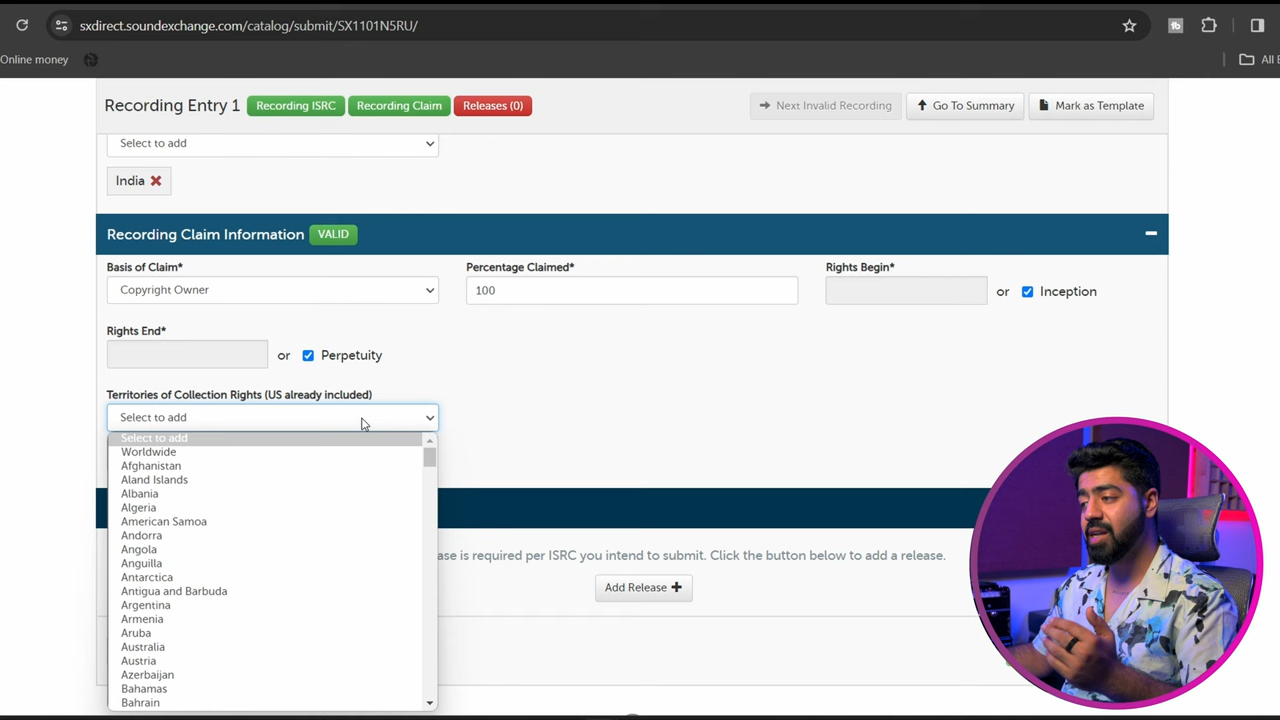 sxdirect.soundexchange.com/catalog/submit/SX1101N5RU/
Online money
All
Recording Entry 1 Recording ISRC Recording Claim Releases (0) Next Invalid Recording Go To Summary Mark as Template
Select to add
India
Recording Claim Information VALID
Basis of Claim* Percentage Claimed* Rights Begin*
Copyright Owner 100 or Inception
Rights End*
or Perpetuity
Territories of Collection Rights (US already included)
Select to add
Select to add
Worldwide
Afghanistan
Aland Islands
Albania
Algeria
American Samoa
Andorra
Angola
ase is required per ISRC you intend to submit. Click the button below to add a release.
Anguilla
Antarctica
Add Release
Antigua and Barbuda
Argentina
Armenia
Aruba
Australia
Austria
Azerbaijan
Bahamas
Bahrain